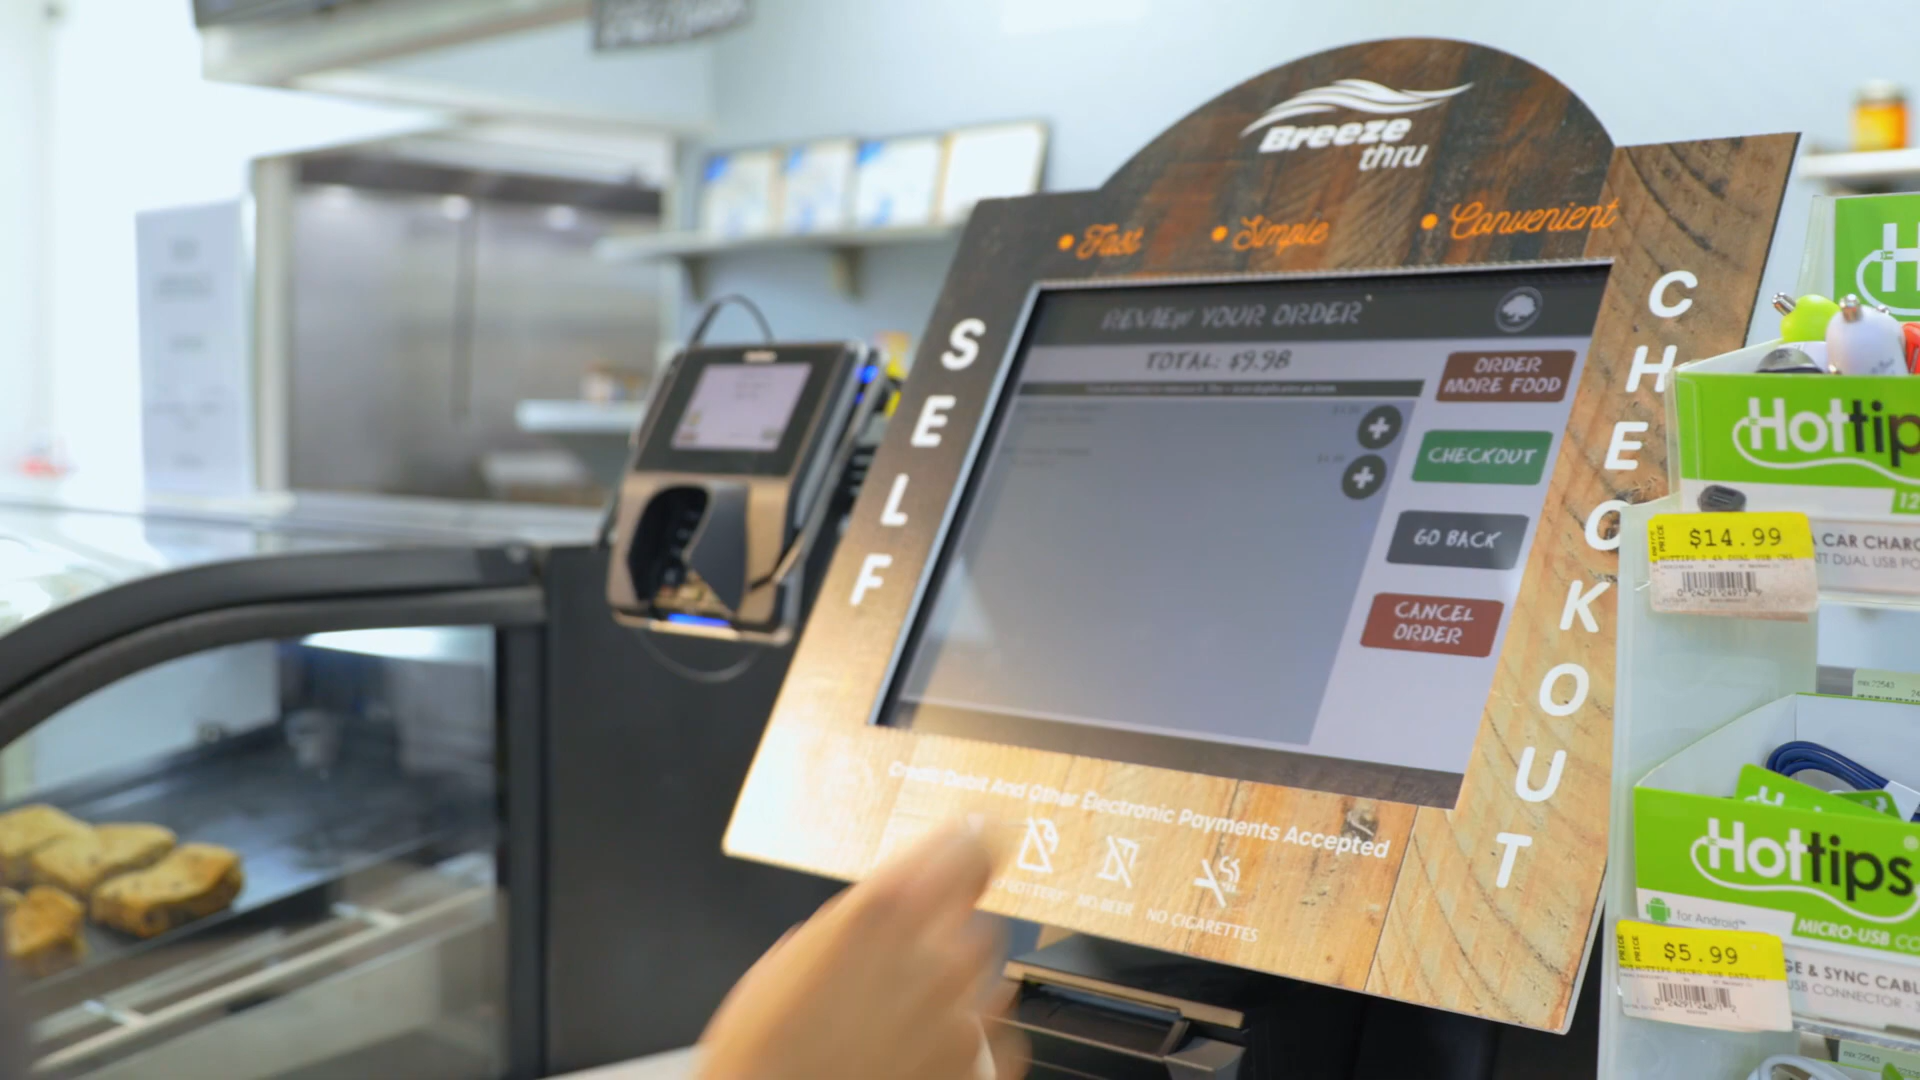 Breeze
thru
• Fast • Simple • Convenient
SELF
CHECKOUT
REVIEW YOUR ORDER
TOTAL: $9.98
ORDER
MORE FOOD
CHECKOUT
GO BACK
CANCEL
ORDER
Credit Debit And Other Electronic Payments Accepted
NO BEER
NO CIGARETTES
Hottips
$14.99
CAR CHARG
DUAL USB PO
Hottips®
for Android™
MICRO-USB CO
$5.99
GE & SYNC CABL
USB CONNECTOR